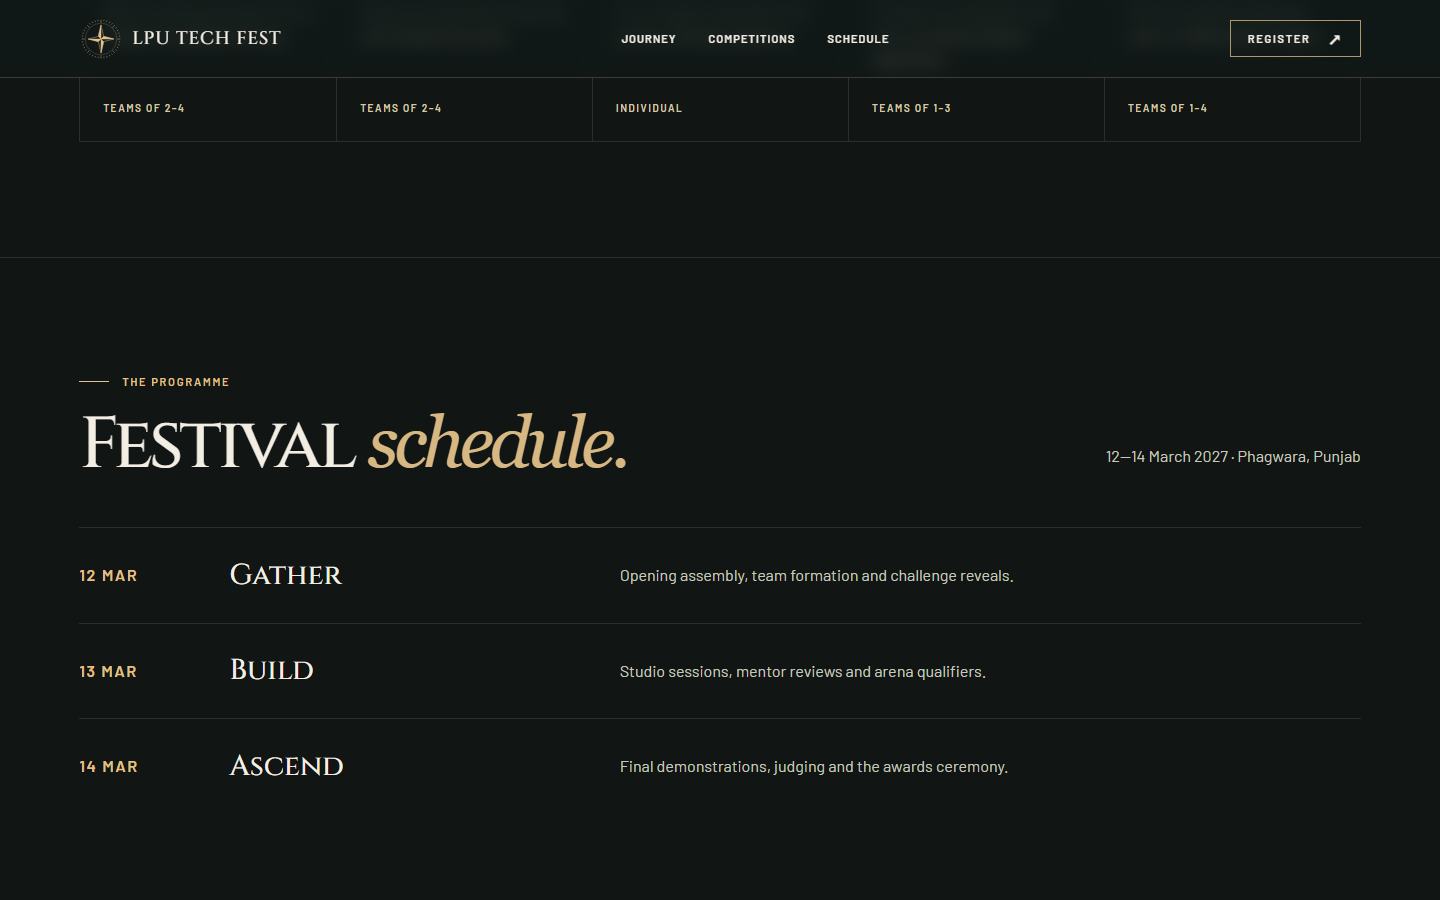 LPU TECH FEST
JOURNEY COMPETITIONS SCHEDULE
REGISTER ↗
TEAMS OF 2–4
TEAMS OF 2–4
INDIVIDUAL
TEAMS OF 1–3
TEAMS OF 1–4
THE PROGRAMME
FESTIVAL schedule.
12—14 March 2027 · Phagwara, Punjab
12 MAR
GATHER
Opening assembly, team formation and challenge reveals.
13 MAR
BUILD
Studio sessions, mentor reviews and arena qualifiers.
14 MAR
ASCEND
Final demonstrations, judging and the awards ceremony.